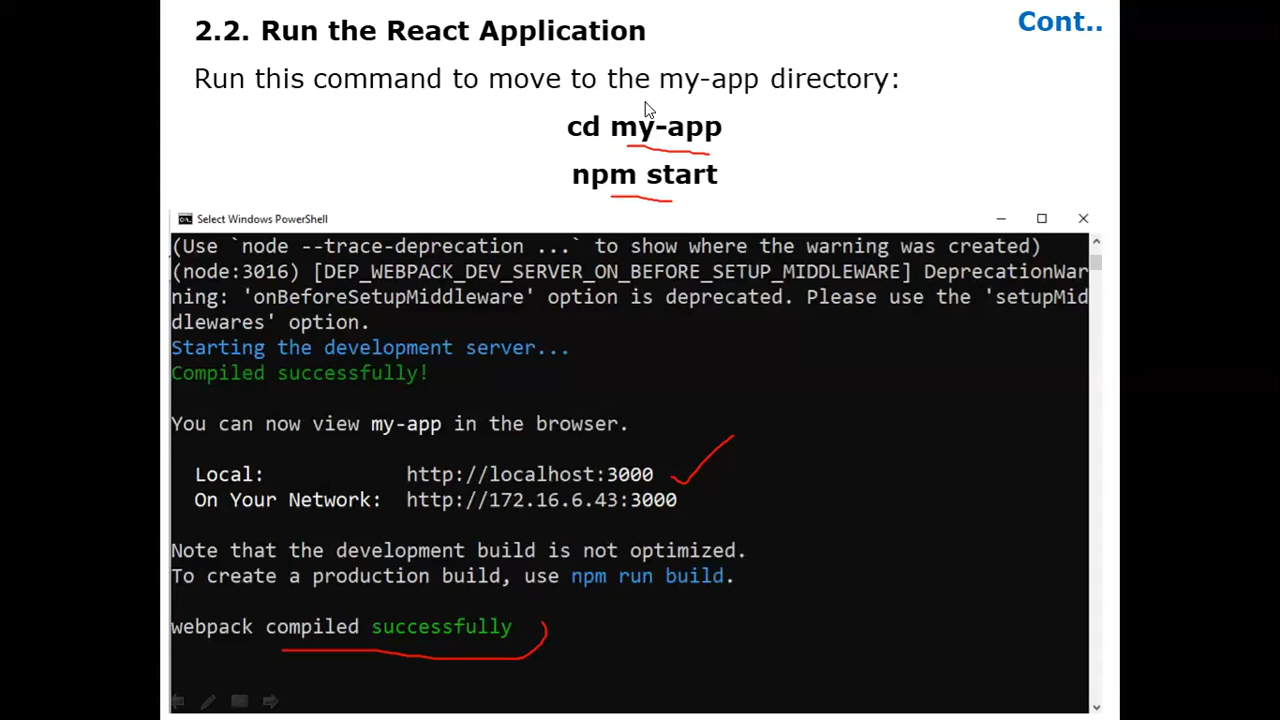 2.2. Run the React Application
Cont..
Run this command to move to the my-app directory:
cd my-app
npm start
Select Windows PowerShell
(Use `node --trace-deprecation ...` to show where the warning was created)
(node:3016) [DEP_WEBPACK_DEV_SERVER_ON_BEFORE_SETUP_MIDDLEWARE] DeprecationWar
ning: 'onBeforeSetupMiddleware' option is deprecated. Please use the 'setupMid
dlewares' option.
Starting the development server...
Compiled successfully!
You can now view my-app in the browser.
Local: http://localhost:3000
On Your Network: http://172.16.6.43:3000
Note that the development build is not optimized.
To create a production build, use npm run build.
webpack compiled successfully